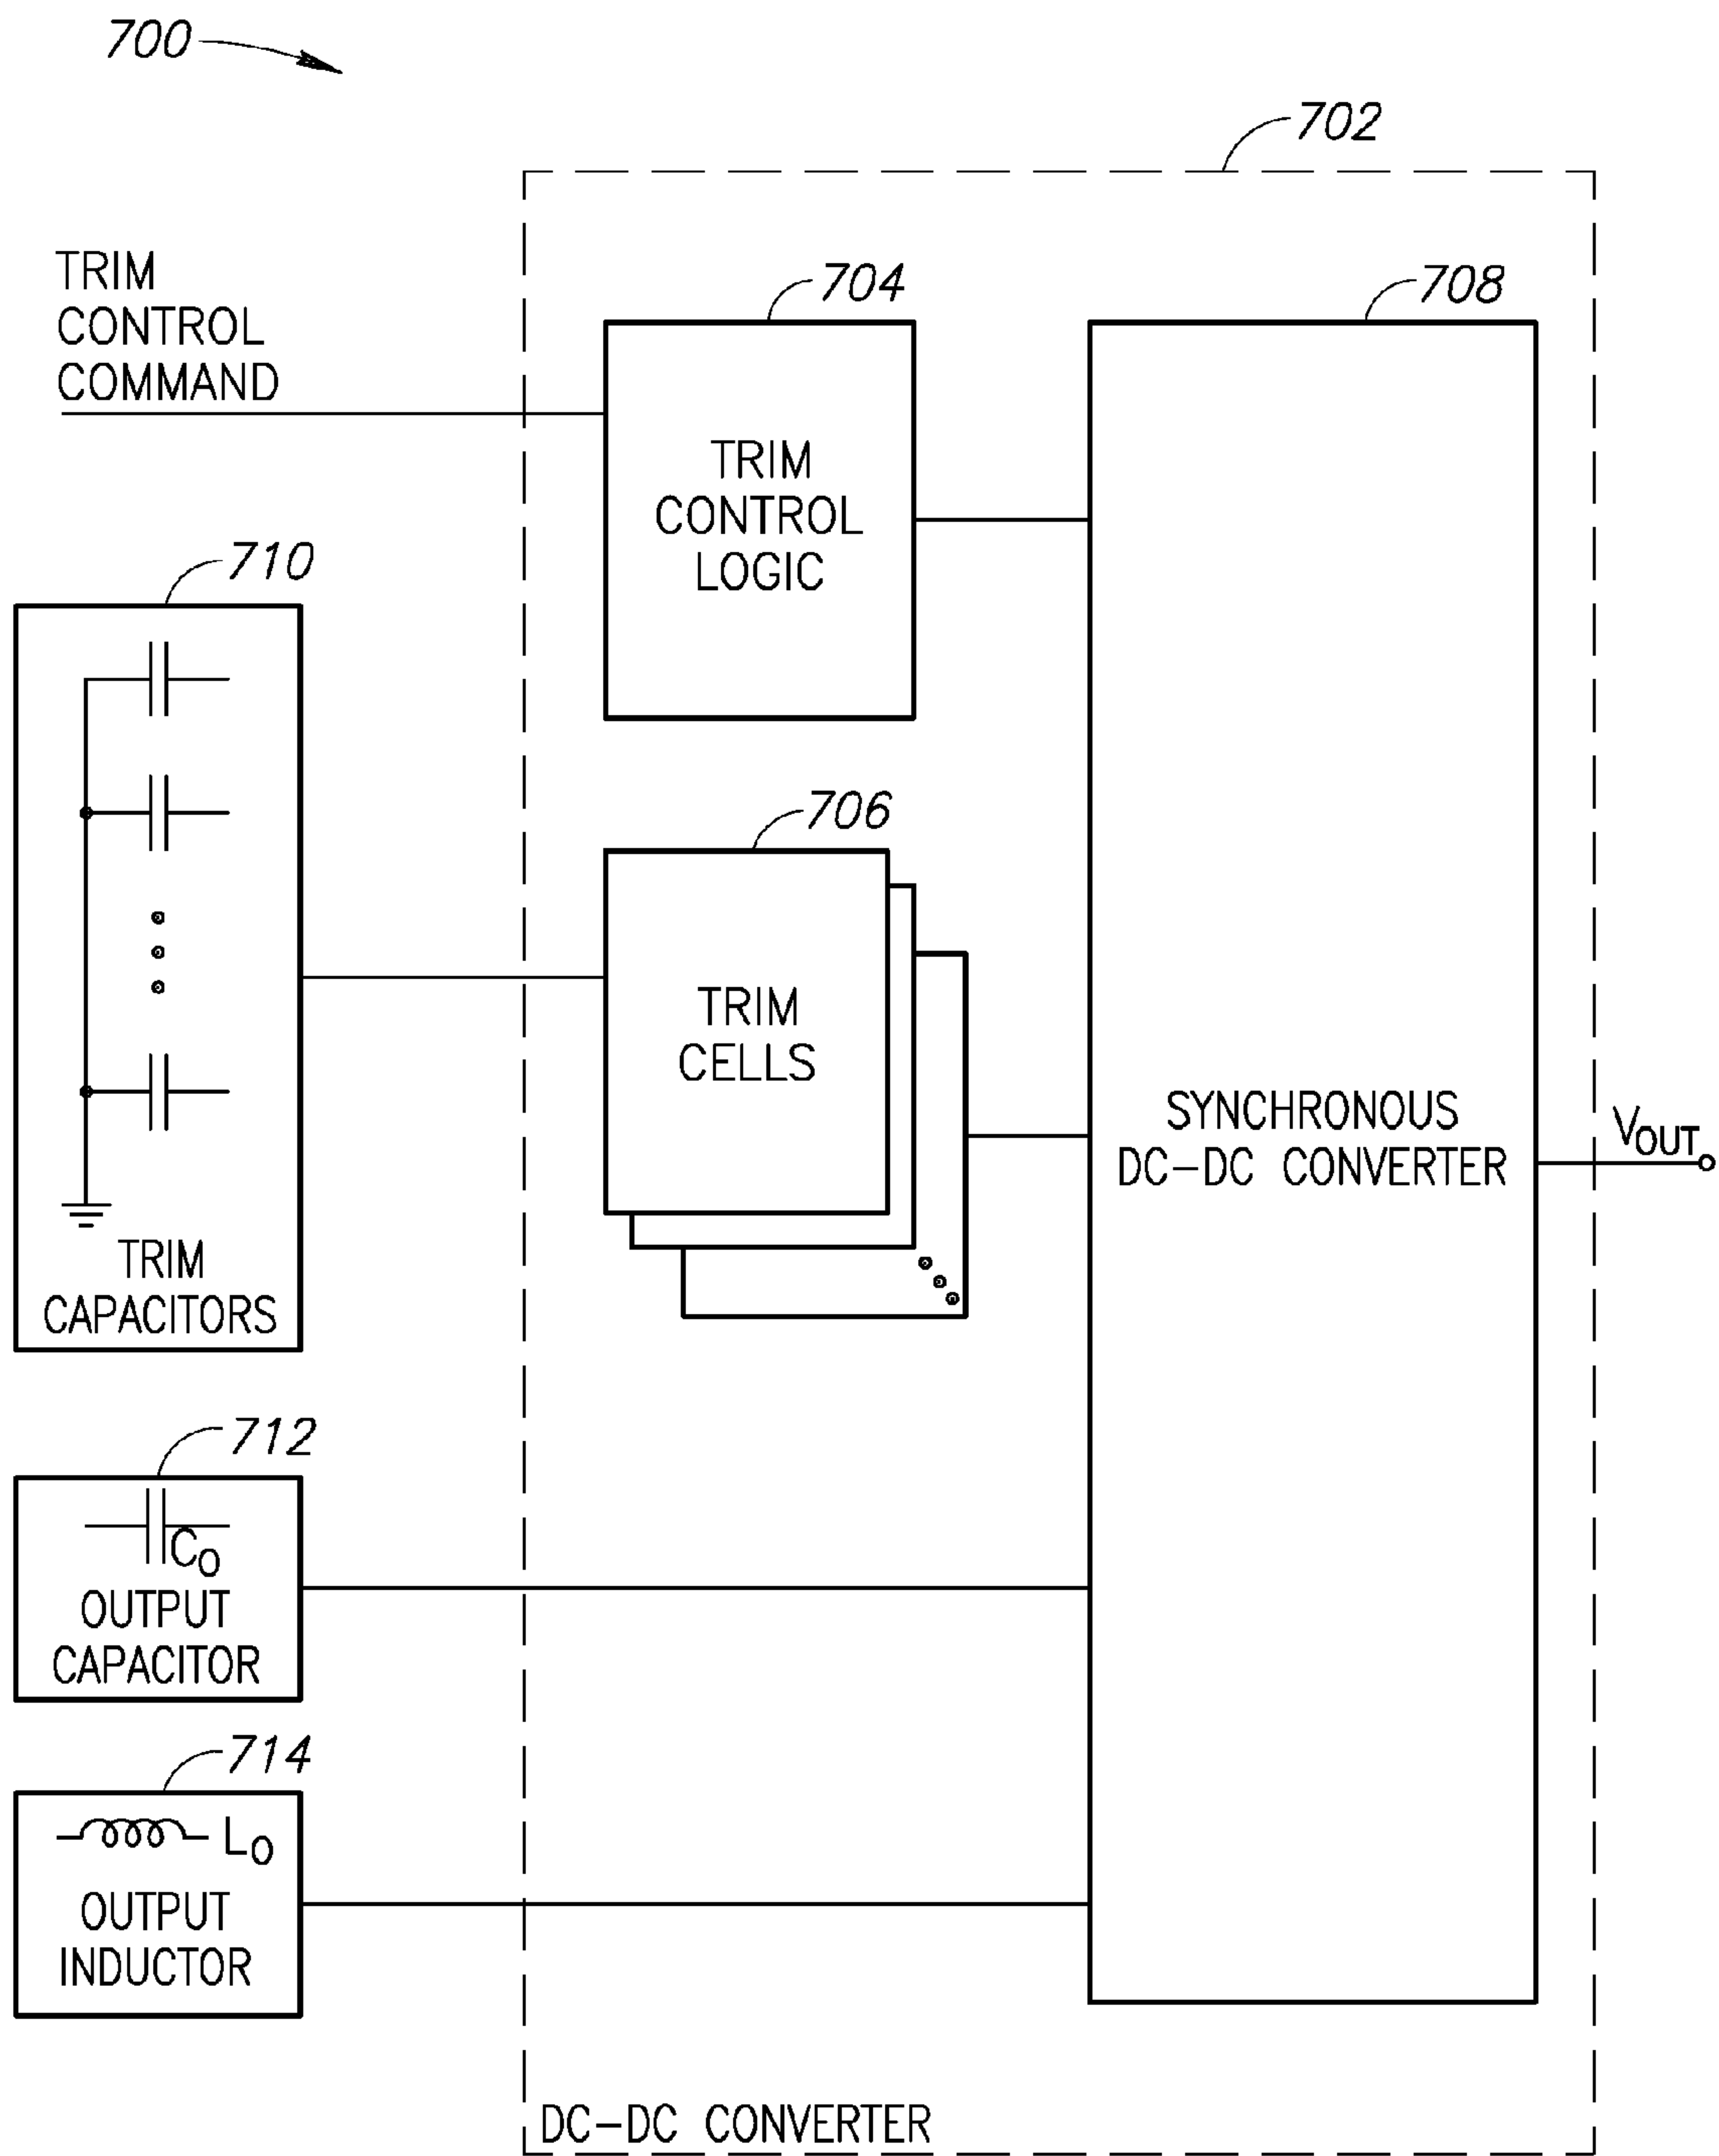 700
702
TRIM
CONTROL
COMMAND
704
708
TRIM
CONTROL
LOGIC
710
706
TRIM
CELLS
SYNCHRONOUS
DC-DC CONVERTER
VOUT
TRIM
CAPACITORS
712
CO
OUTPUT
CAPACITOR
714
LO
OUTPUT
INDUCTOR
DC-DC CONVERTER